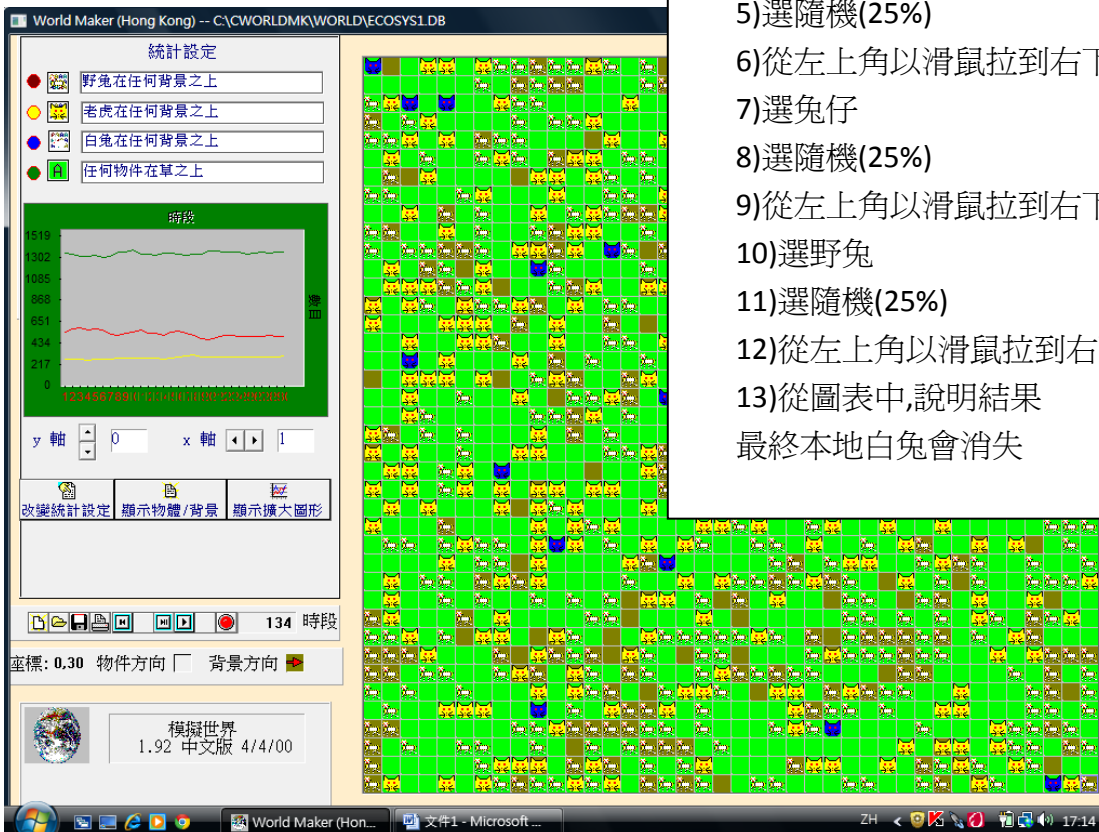 World Maker (Hong Kong) -- C:\CWORLDMK\WORLD\ECOSYS1.DB
統計設定
野兔在任何背景之上
老虎在任何背景之上
白兔在任何背景之上
A 任何物件在草之上
時段
1519
1302
1085
868
651
434
217
0
y 軸 0 x 軸 1
改變統計設定 顯示物體/背景 顯示擴大圖形
134 時段
座標: 0,30 物件方向 背景方向
模擬世界
1.92 中文版 4/4/00
5)選隨機(25%)
6)從左上角以滑鼠拉到右下
7)選兔仔
8)選隨機(25%)
9)從左上角以滑鼠拉到右下
10)選野兔
11)選隨機(25%)
12)從左上角以滑鼠拉到右
13)從圖表中,說明結果
最終本地白兔會消失
World Maker (Hon... 文件1 - Microsoft ... ZH 17:14